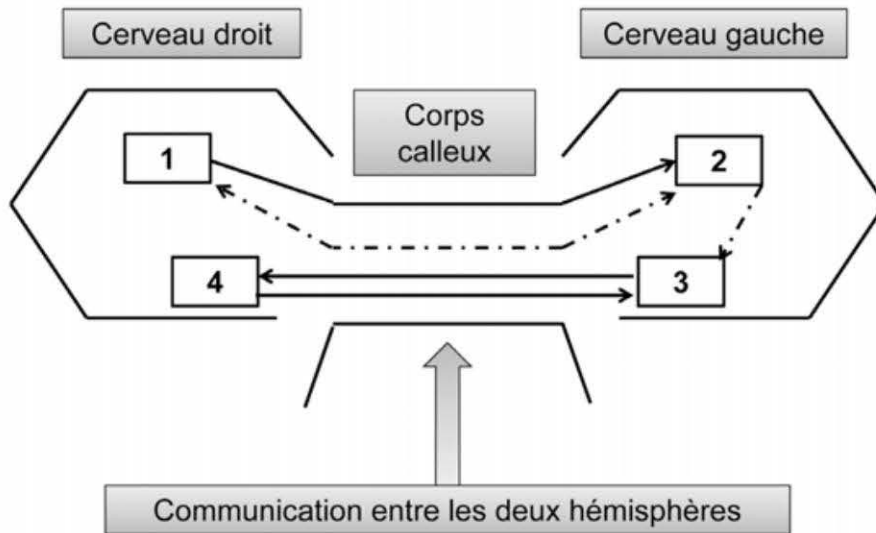 Cerveau droit
Cerveau gauche
Corps
calleux
1
2
4
3
Communication entre les deux hémisphères